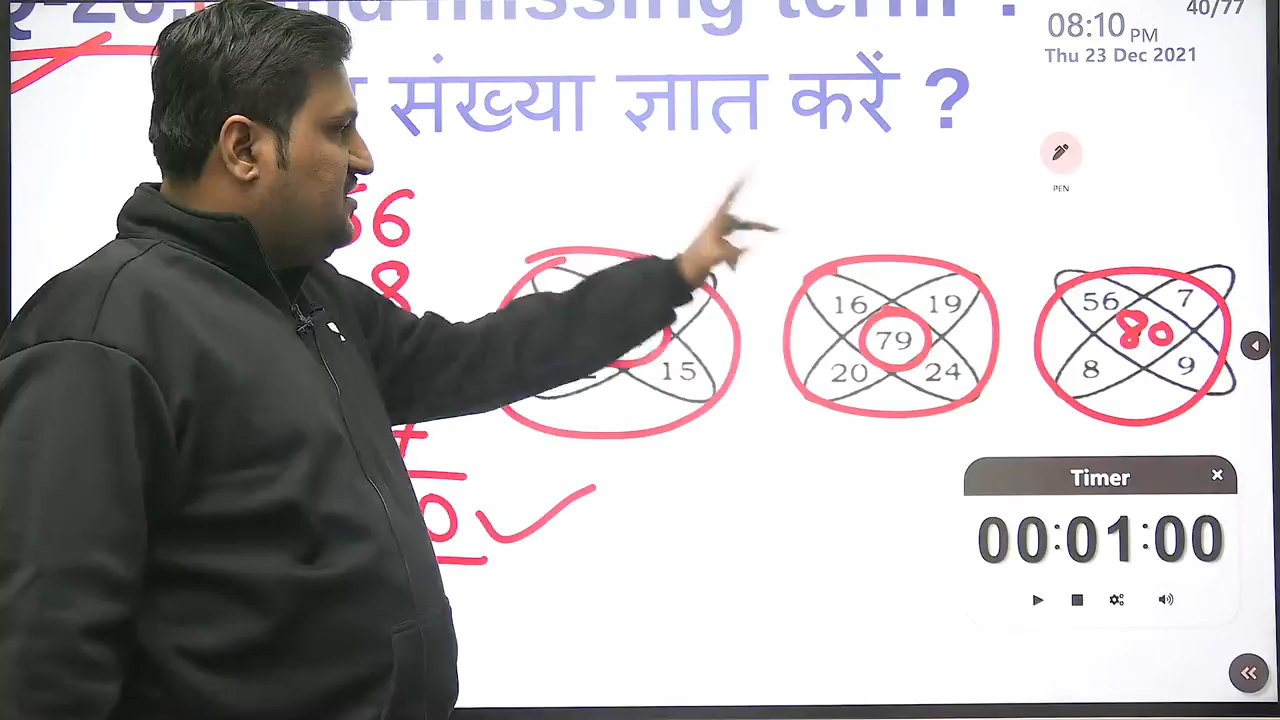 missing term ?
40/77
08:10 PM
Thu 23 Dec 2021
संख्या ज्ञात करें ?
PEN
56
8
15
16 19
79
20 24
56 7
80
8 9
Timer
00:01:00